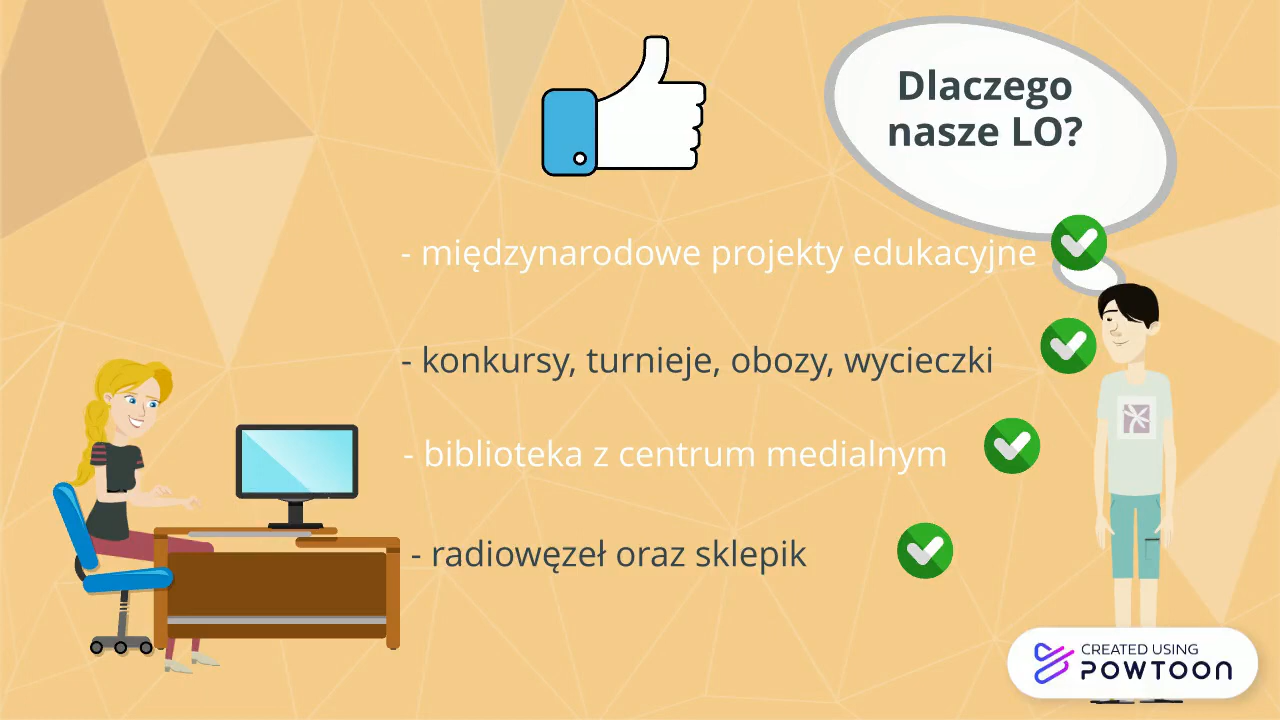 Dlaczego
nasze LO?
- międzynarodowe projekty edukacyjne
- konkursy, turnieje, obozy, wycieczki
- biblioteka z centrum medialnym
- radiowęzeł oraz sklepik
CREATED USING
POWTOON